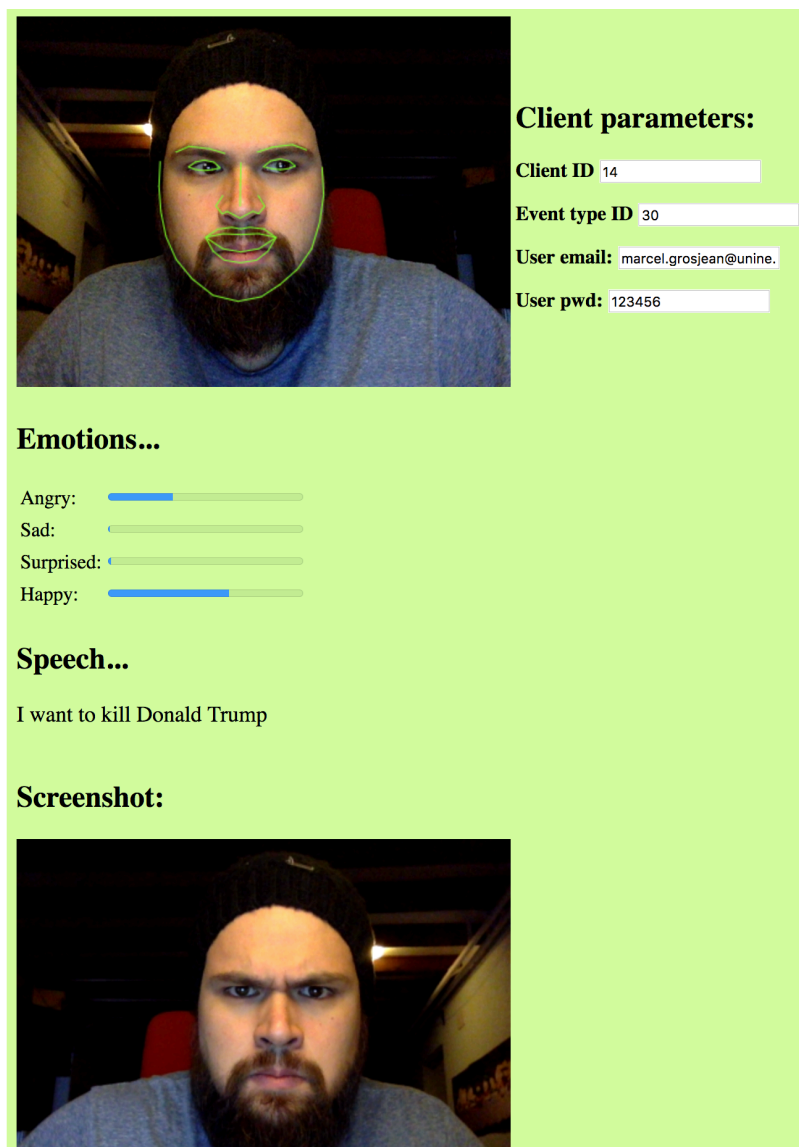 Client parameters:
Client ID 14
Event type ID 30
User email: marcel.grosjean@unine.
User pwd: 123456
Emotions...
Angry:
Sad:
Surprised:
Happy:
Speech...
I want to kill Donald Trump
Screenshot: